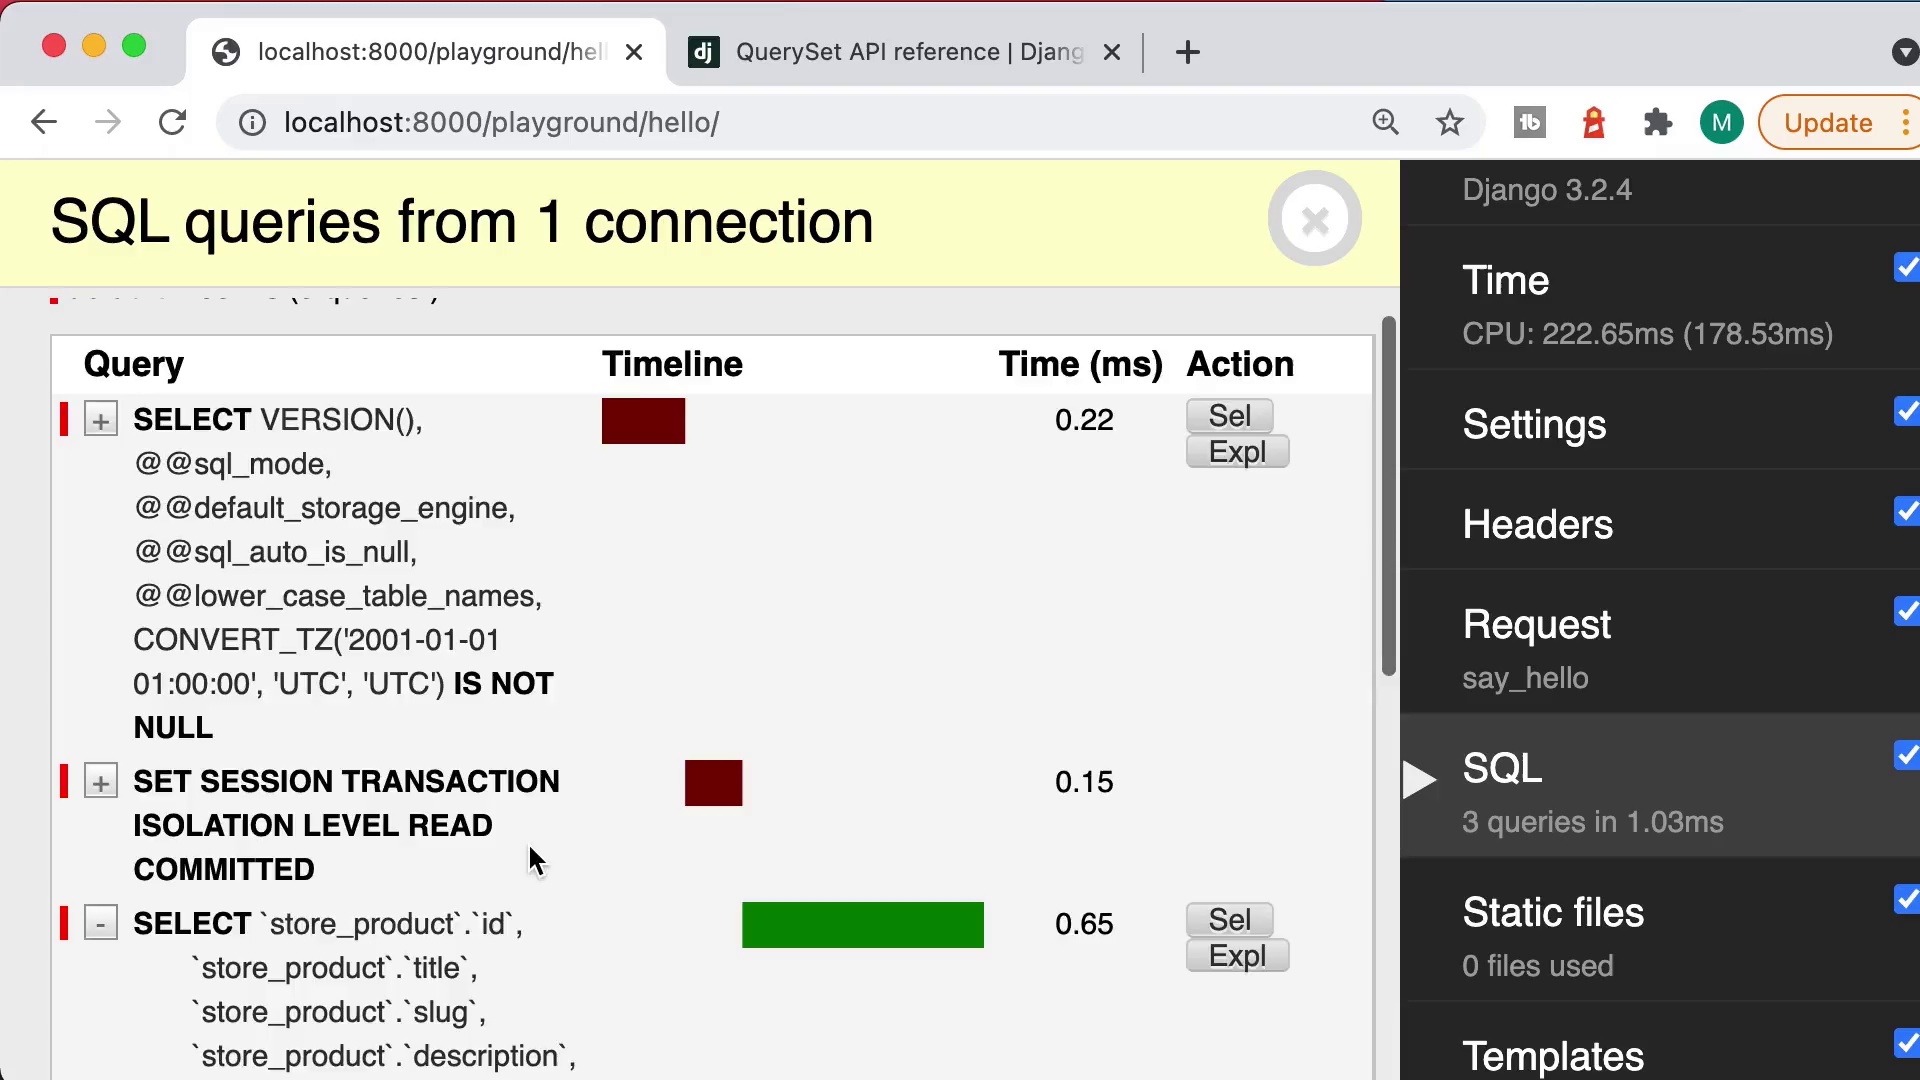 localhost:8000/playground/hel
QuerySet API reference | Djang
localhost:8000/playground/hello/
M
Update
SQL queries from 1 connection
Query Timeline Time (ms) Action
+ SELECT VERSION(), 0.22 Sel
Expl
@@sql_mode,
@@default_storage_engine,
@@sql_auto_is_null,
@@lower_case_table_names,
CONVERT_TZ('2001-01-01
01:00:00', 'UTC', 'UTC') IS NOT
NULL
+ SET SESSION TRANSACTION 0.15
ISOLATION LEVEL READ
COMMITTED
- SELECT `store_product`.`id`, 0.65 Sel
Expl
`store_product`.`title`,
`store_product`.`slug`,
`store_product`.`description`,
Django 3.2.4
Time
CPU: 222.65ms (178.53ms)
Settings
Headers
Request
say_hello
SQL
3 queries in 1.03ms
Static files
0 files used
Templates